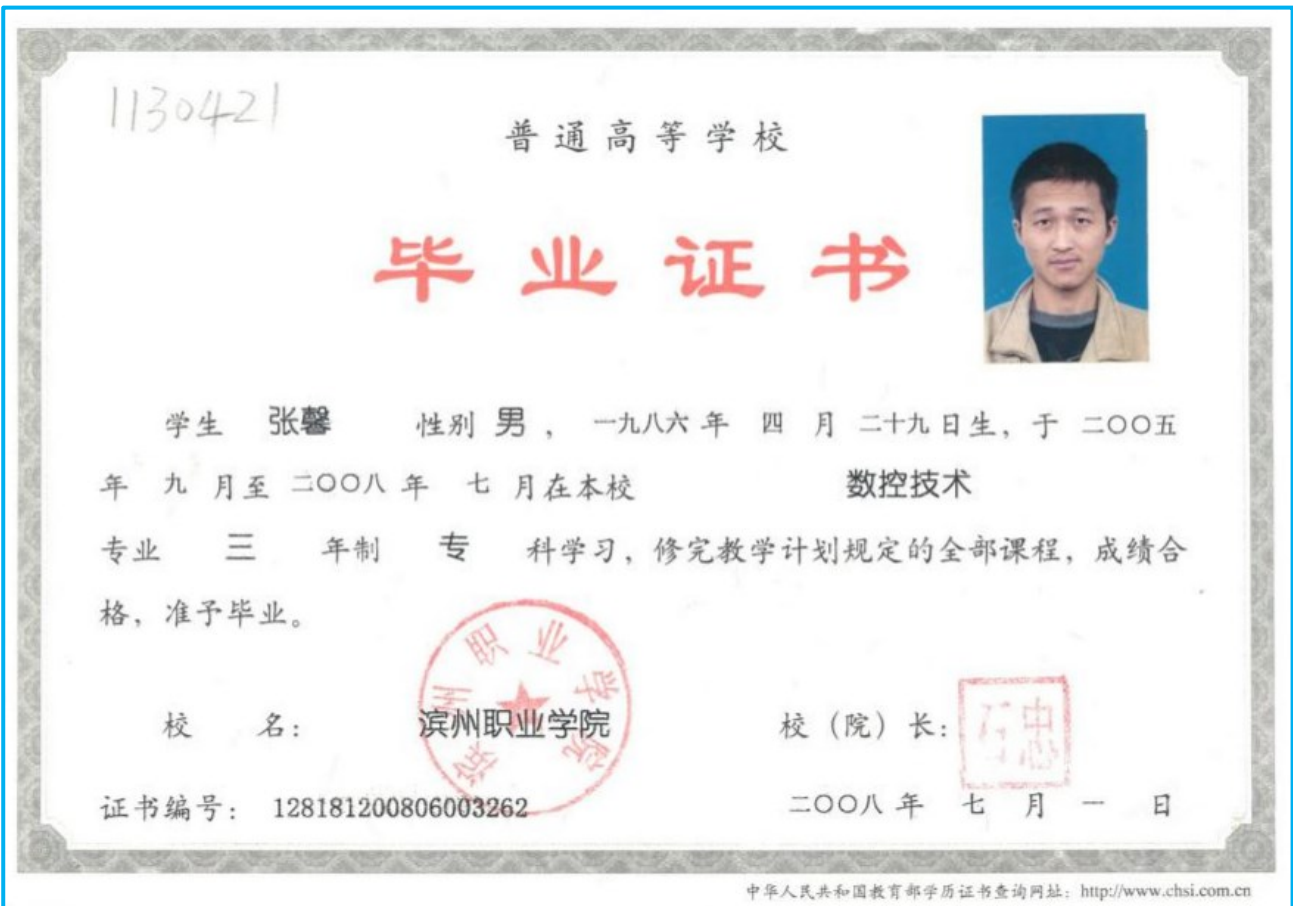 1130421
普通高等学校
毕业证书
学生 张馨 性别 男 ， 一九八六 年 四 月 二十九 日生，于 二〇〇五
年 九 月至 二〇〇八 年 七 月在本校 数控技术
专业 三 年制 专 科学习，修完教学计划规定的全部课程，成绩合
格，准予毕业。
滨州职业学院
校 名： 滨州职业学院 校（院）长：
证书编号： 128181200806003262 二〇〇八 年 七 月 一 日
中华人民共和国教育部学历证书查询网址：http://www.chsi.com.cn